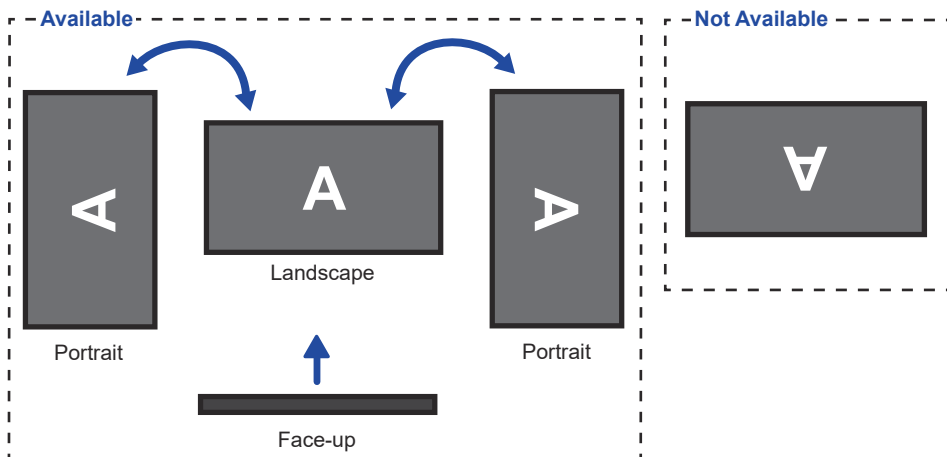 Available
Not Available
A
A
A
A
Landscape
Portrait
Portrait
Face-up